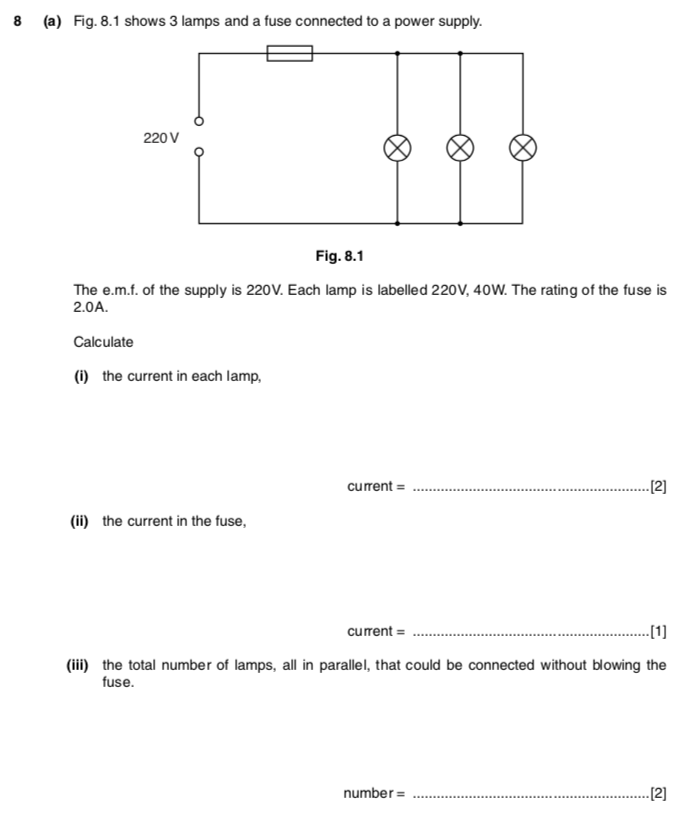 8 (a) Fig. 8.1 shows 3 lamps and a fuse connected to a power supply.
220 V
Fig. 8.1
The e.m.f. of the supply is 220V. Each lamp is labelled 220V, 40W. The rating of the fuse is
2.0A.
Calculate
(i) the current in each lamp,
current = ............................................................[2]
(ii) the current in the fuse,
current = ............................................................[1]
(iii) the total number of lamps, all in parallel, that could be connected without blowing the
fuse.
number = ............................................................[2]